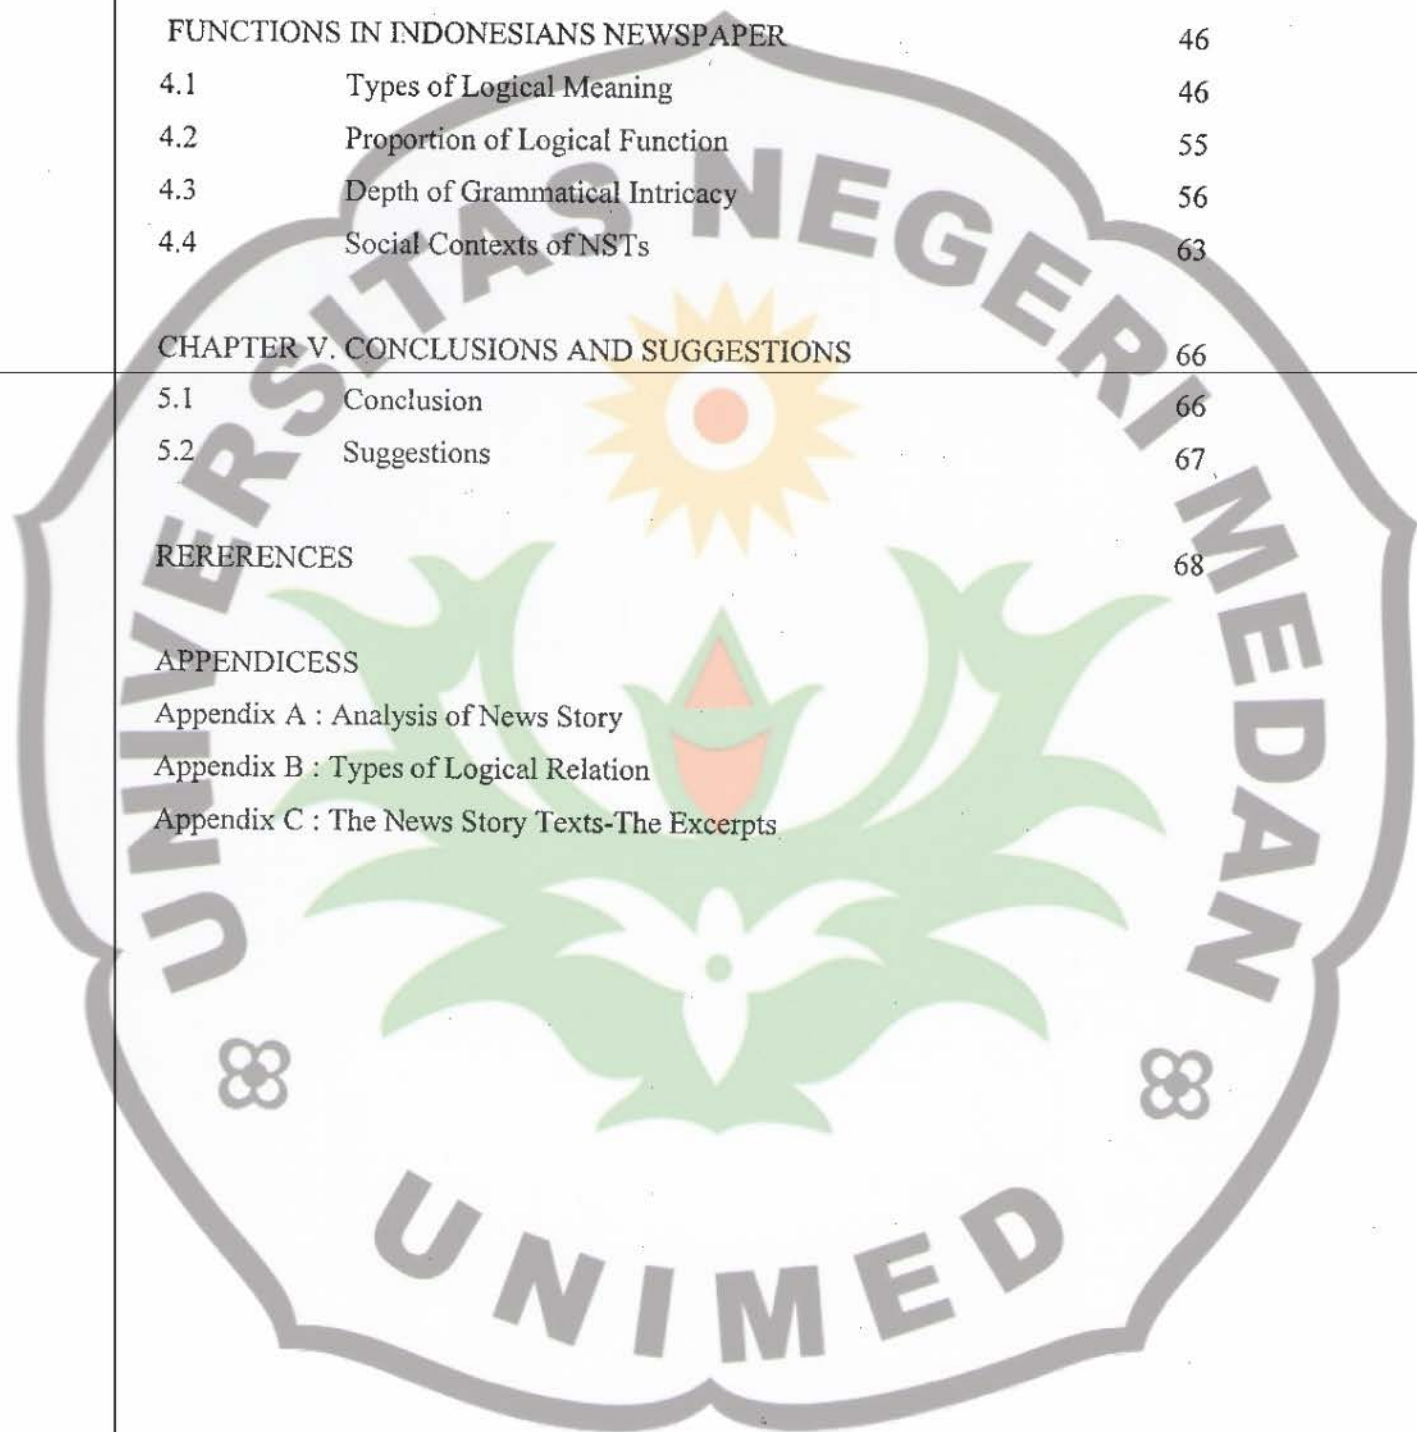 FUNCTIONS IN INDONESIANS NEWSPAPER 46
4.1 Types of Logical Meaning 46
4.2 Proportion of Logical Function 55
4.3 Depth of Grammatical Intricacy 56
4.4 Social Contexts of NSTs 63
CHAPTER V. CONCLUSIONS AND SUGGESTIONS 66
5.1 Conclusion 66
5.2 Suggestions 67
RERERENCES 68
APPENDICESS
Appendix A : Analysis of News Story
Appendix B : Types of Logical Relation
Appendix C : The News Story Texts-The Excerpts
UNIVERSITAS NEGERI MEDAN
UNIMED